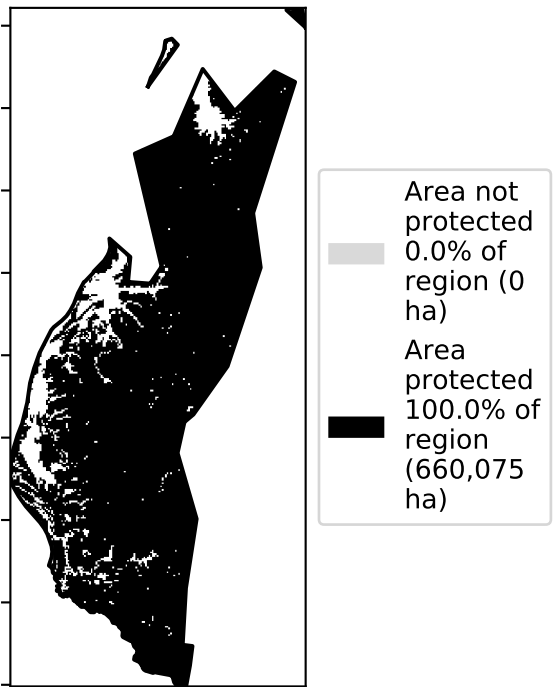 Area not
protected
0.0% of
region (0
ha)
Area
protected
100.0% of
region
(660,075
ha)